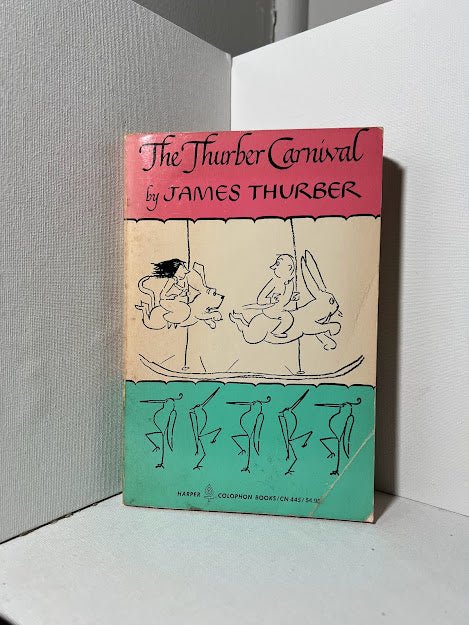 The Thurber Carnival
by JAMES THURBER
HARPER COLOPHON BOOKS/CN 445/$4.95